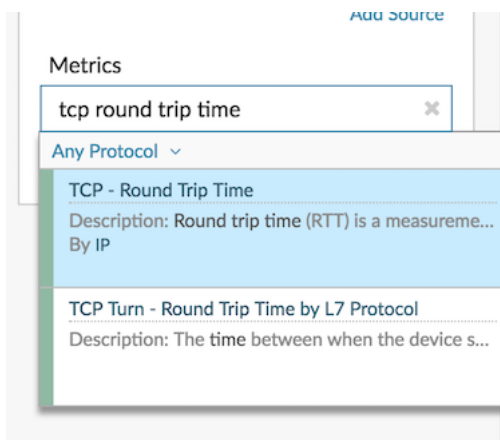 Add Source
Metrics
tcp round trip time
Any Protocol
TCP - Round Trip Time
Description: Round trip time (RTT) is a measureme...
By IP
TCP Turn - Round Trip Time by L7 Protocol
Description: The time between when the device s...